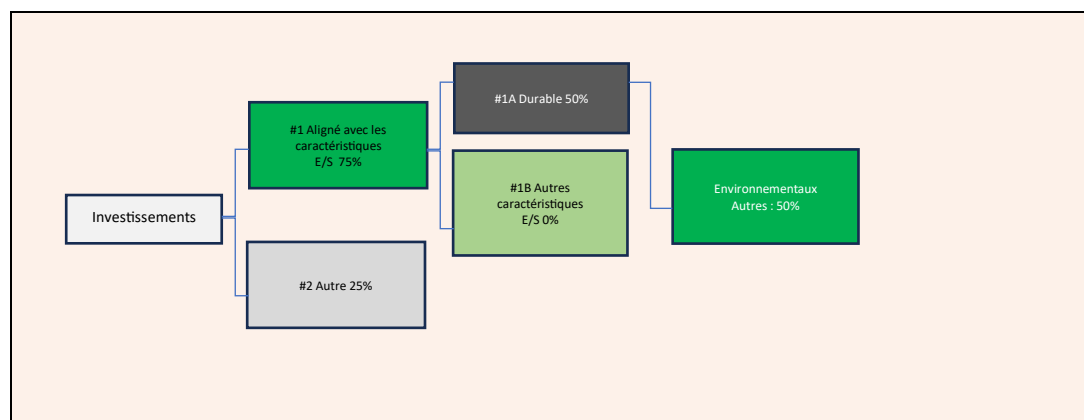 #1A Durable 50%
#1 Aligné avec les
caractéristiques
E/S 75%
#1B Autres
caractéristiques
E/S 0%
Environnementaux
Autres : 50%
Investissements
#2 Autre 25%